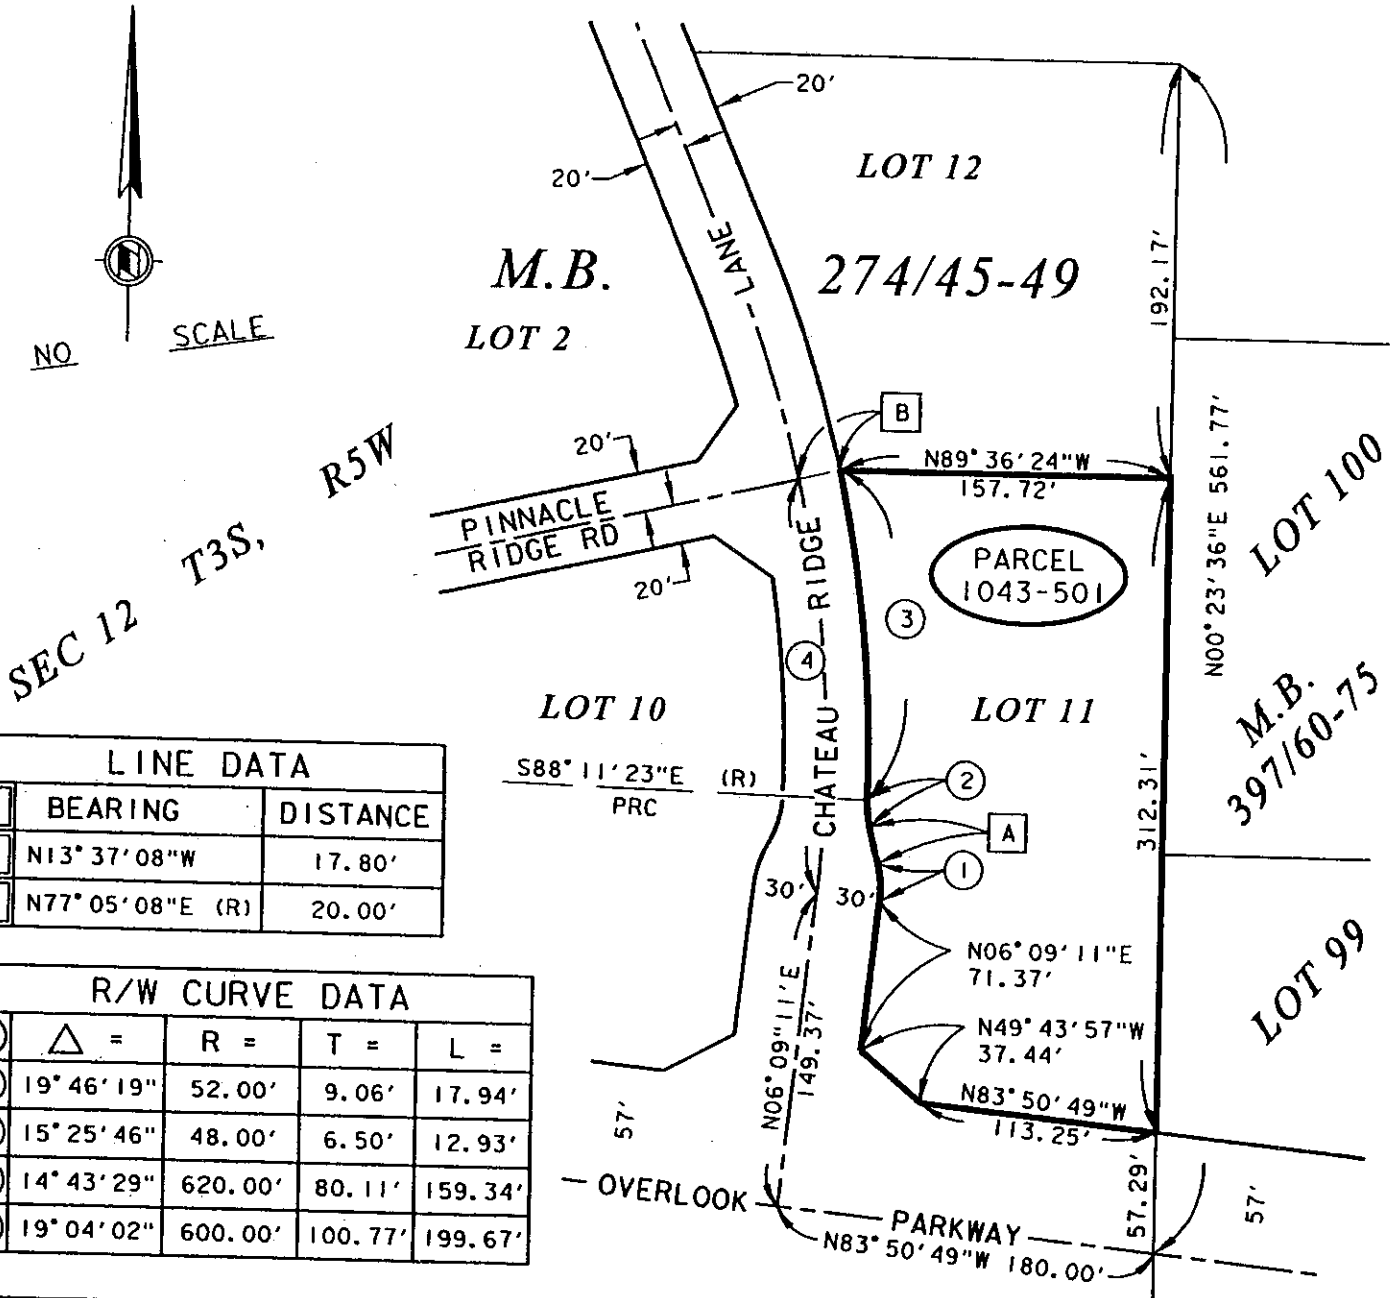 20'
20'
LOT 12
LANE
M.B.
274/45-49
192.17'
NO SCALE
LOT 2
B
R5W
20'
N89°36'24"W
157.72'
N00°23'36"E 561.77'
LOT 100
PINNACLE
RIDGE RD
T3S,
20'
RIDGE
PARCEL
1043-501
3
SEC 12
4
LOT 10
LOT 11
M.B.
397/60-75
S88°11'23"E (R)
PRC
CHATEAU
2
312.31'
A
1
30'
30'
LINE DATA
BEARING DISTANCE
N13°37'08"W 17.80'
N77°05'08"E (R) 20.00'
N06°09'11"E
71.37'
LOT 99
N06°09'11'E
149.37'
N49°43'57"W
37.44'
N83°50'49"W
113.25'
R/W CURVE DATA
△ = R = T = L =
19°46'19" 52.00' 9.06' 17.94'
15°25'46" 48.00' 6.50' 12.93'
14°43'29" 620.00' 80.11' 159.34'
19°04'02" 600.00' 100.77' 199.67'
57'
57.29'
57'
OVERLOOK PARKWAY
N83°50'49"W 180.00'